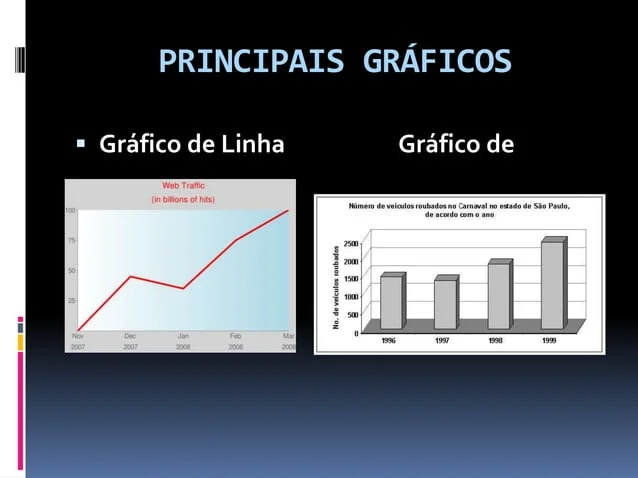 PRINCIPAIS GRÁFICOS
▪ Gráfico de Linha
Gráfico de
Web Traffic
(in billions of hits)
100
75
50
25
Nov Dec Jan Feb Mar
2007 2007 2008 2008 2008
Número de veículos roubados no Carnaval no estado de São Paulo,
de acordo com o ano
No. de veículos roubados
2500
2000
1500
1000
500
0
1996 1997 1998 1999